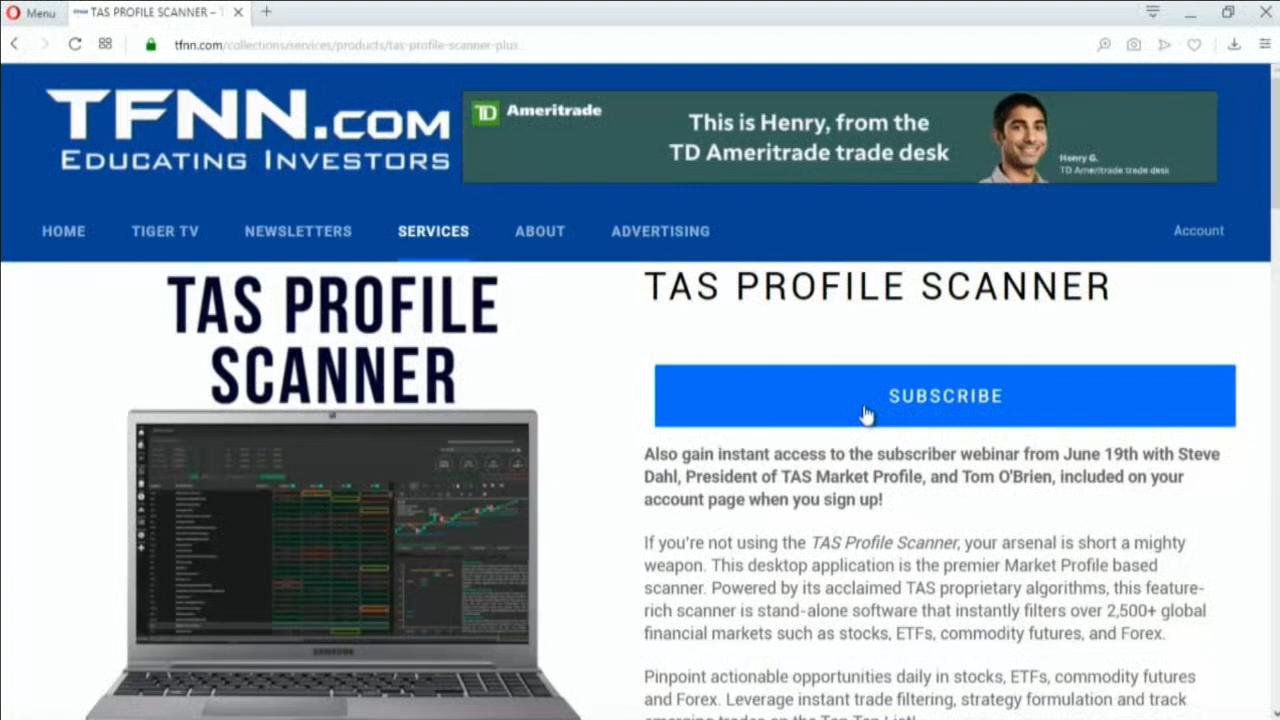 Menu
TAS PROFILE SCANNER –
tfnn.com/collections/services/products/tas-profile-scanner-plus
TFNN.COM
EDUCATING INVESTORS
TD Ameritrade
This is Henry, from the
TD Ameritrade trade desk
Henry G.
TD Ameritrade trade desk
HOME
TIGER TV
NEWSLETTERS
SERVICES
ABOUT
ADVERTISING
Account
TAS PROFILE
SCANNER
SAMSUNG
TAS PROFILE SCANNER
SUBSCRIBE
Also gain instant access to the subscriber webinar from June 19th with Steve
Dahl, President of TAS Market Profile, and Tom O'Brien, included on your
account page when you sign up!
If you're not using the TAS Profile Scanner, your arsenal is short a mighty
weapon. This desktop application is the premier Market Profile based
scanner. Powered by its acclaimed TAS proprietary algorithms, this feature-
rich scanner is stand-alone software that instantly filters over 2,500+ global
financial markets such as stocks, ETFs, commodity futures, and Forex.
Pinpoint actionable opportunities daily in stocks, ETFs, commodity futures
and Forex. Leverage instant trade filtering, strategy formulation and track
emerging trades on the Top Ten List!